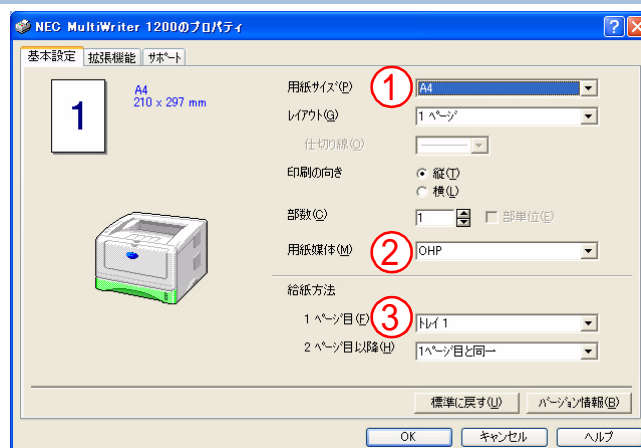 NEC MultiWriter 1200のプロパティ
基本設定 拡張機能 サポート
1
A4
210 x 297 mm
用紙サイズ(P) ① A4
レイアウト(G) 1 ページ
仕切り線(O)
印刷の向き 縦(T)
横(L)
部数(C) 1 部単位(E)
用紙媒体(M) ② OHP
給紙方法
1 ページ目(F) ③ トレイ 1
2 ページ目以降(H) 1ページ目と同一
標準に戻す(U) バージョン情報(B)
OK キャンセル ヘルプ